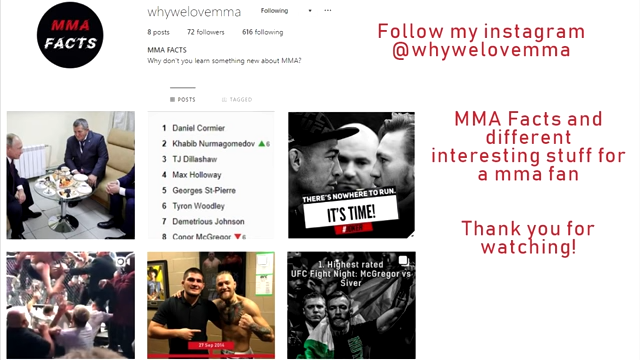 MMA
FACTS
whywelovemma
Following
8 posts 72 followers 616 following
MMA FACTS
Why don't you learn something new about MMA?
POSTS TAGGED
Follow my instagram
@whywelovemma
1 Daniel Cormier
2 Khabib Nurmagomedov 6
3 TJ Dillashaw
4 Max Holloway
5 Georges St-Pierre
6 Tyron Woodley
7 Demetrious Johnson
8 Conor McGregor 6
THERE'S NOWHERE TO RUN.
IT'S TIME!
MMA Facts and
different
interesting stuff for
a mma fan
Thank you for
watching!
27 Sep 2014
1. Highest rated
UFC Fight Night: McGregor vs
Siver